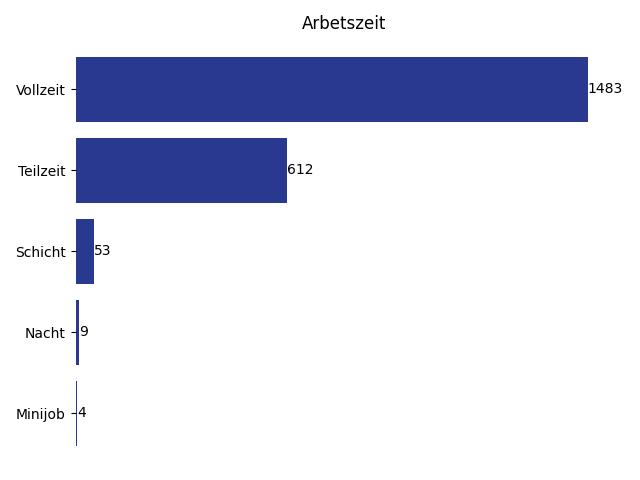 Arbetszeit
Vollzeit 1483
Teilzeit 612
Schicht 53
Nacht 9
Minijob 4